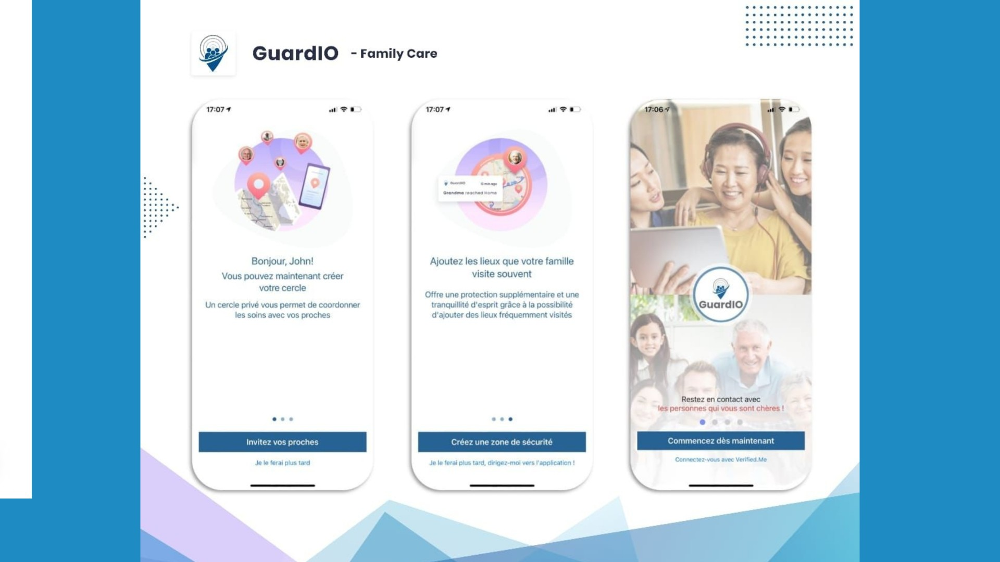 GuardIO - Family Care
17:07
Bonjour, John!
Vous pouvez maintenant créer
votre cercle
Un cercle privé vous permet de coordonner
les soins avec vos proches
Invitez vos proches
Je le ferai plus tard
17:07
GuardIO
10 min ago
Grandma reached Home
Ajoutez les lieux que votre famille
visite souvent
Offre une protection supplémentaire et une
tranquillité d'esprit grâce à la possibilité
d'ajouter des lieux fréquemment visités
Créez une zone de sécurité
Je le ferai plus tard, dirigez-moi vers l'application !
17:06
GuardIO
Restez en contact avec
les personnes qui vous sont chères !
Commencez dès maintenant
Connectez-vous avec Verified.Me